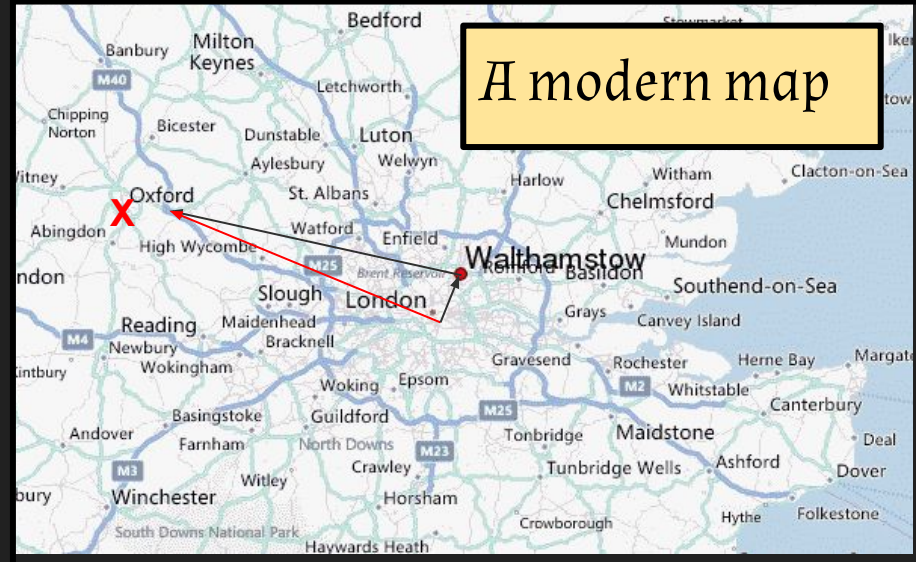 A modern map
Bedford
Stowmarket
Banbury
Milton
Keynes
M40
Letchworth
Chipping
Norton
Bicester
Dunstable
Luton
Aylesbury
Welwyn
Witham
Clacton-on-Sea
Harlow
St. Albans
Chelmsford
X
Oxford
Abingdon
Watford
Enfield
Mundon
High Wycombe
M25
Brent Reservoir
Walthamstow
Romford
Basildon
Slough
London
Southend-on-Sea
Reading
Maidenhead
Grays
Canvey Island
M4
Newbury
Bracknell
Wokingham
Gravesend
Rochester
Herne Bay
Woking
Epsom
M2
Whitstable
Basingstoke
Guildford
M25
Canterbury
Andover
Farnham
North Downs
M23
Tonbridge
Maidstone
Deal
M3
Witley
Crawley
Tunbridge Wells
Ashford
Dover
Winchester
Horsham
Crowborough
Hythe
Folkestone
South Downs National Park
Haywards Heath